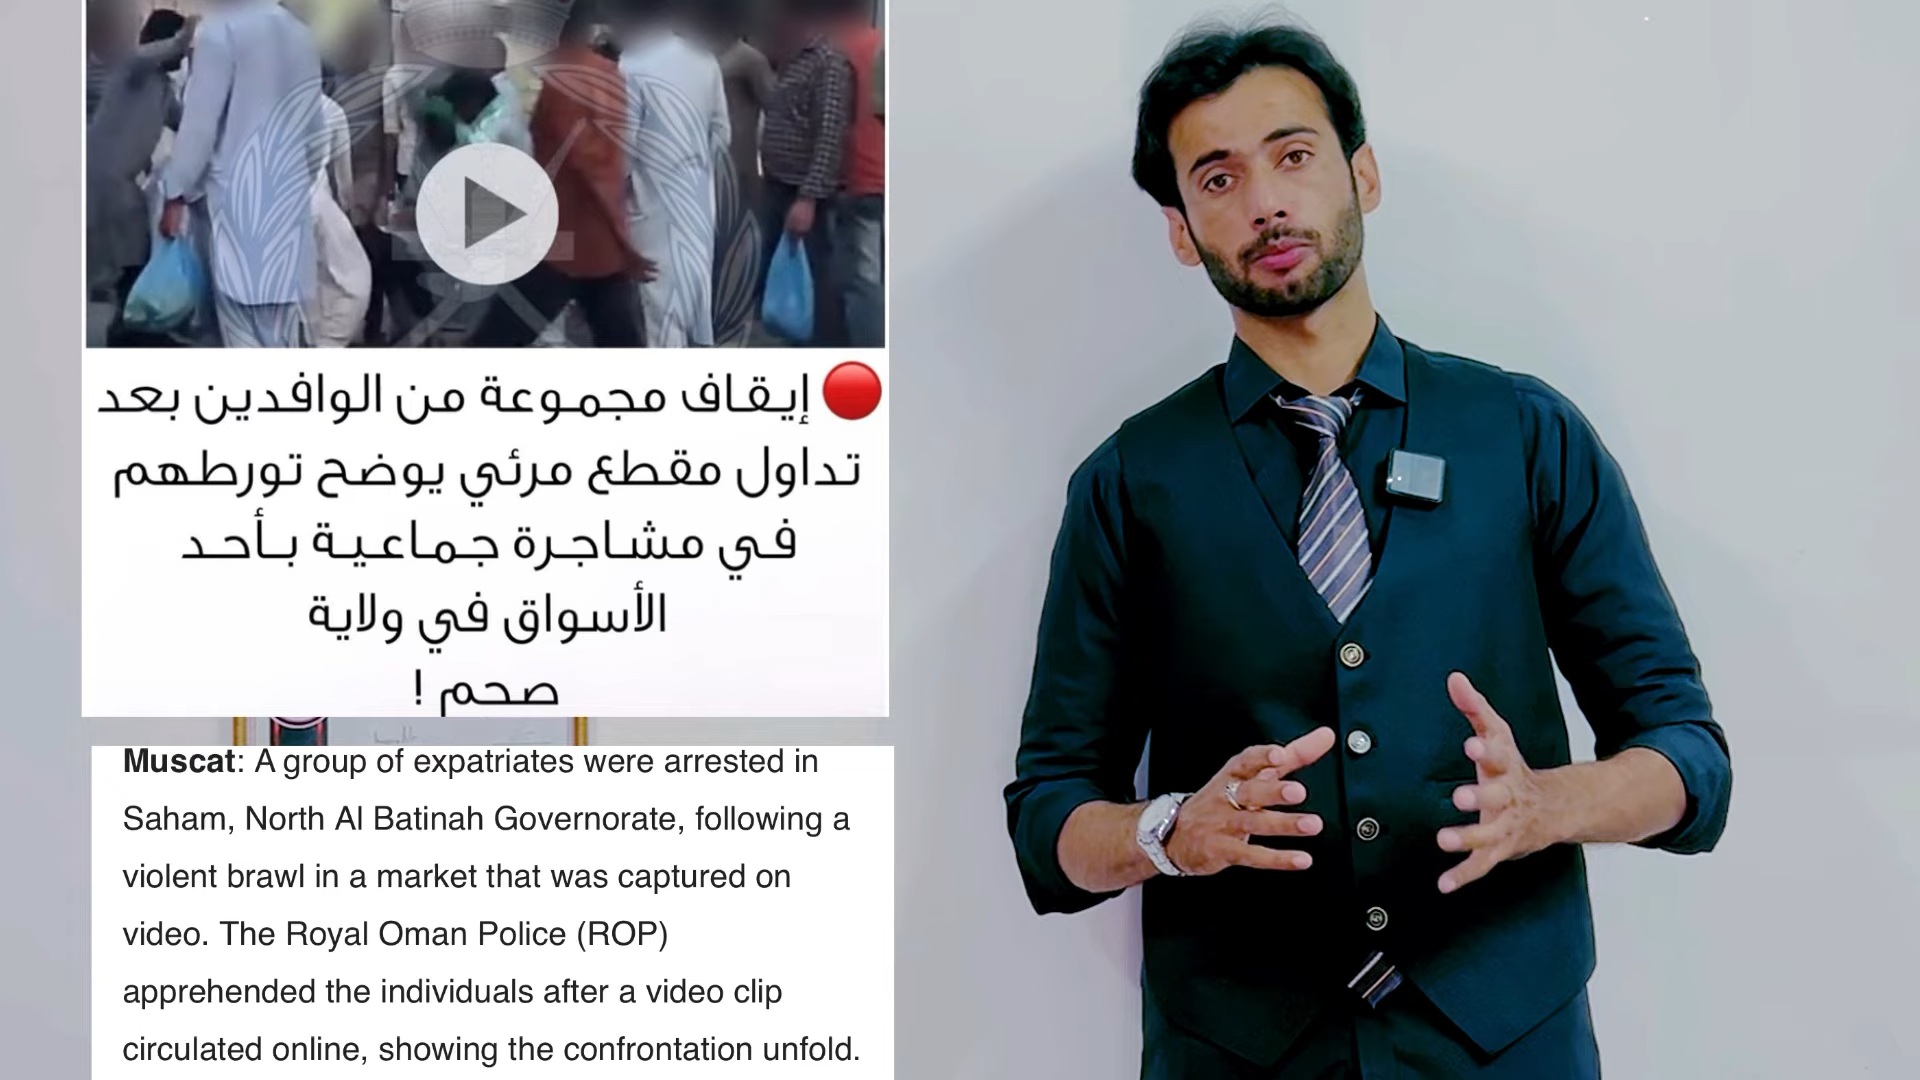 إيقاف مجموعة من الوافدين بعد
تداول مقطع مرئي يوضح تورطهم
في مشاجرة جماعية بأحد
الأسواق في ولاية
صحم !
Muscat: A group of expatriates were arrested in
Saham, North Al Batinah Governorate, following a
violent brawl in a market that was captured on
video. The Royal Oman Police (ROP)
apprehended the individuals after a video clip
circulated online, showing the confrontation unfold.